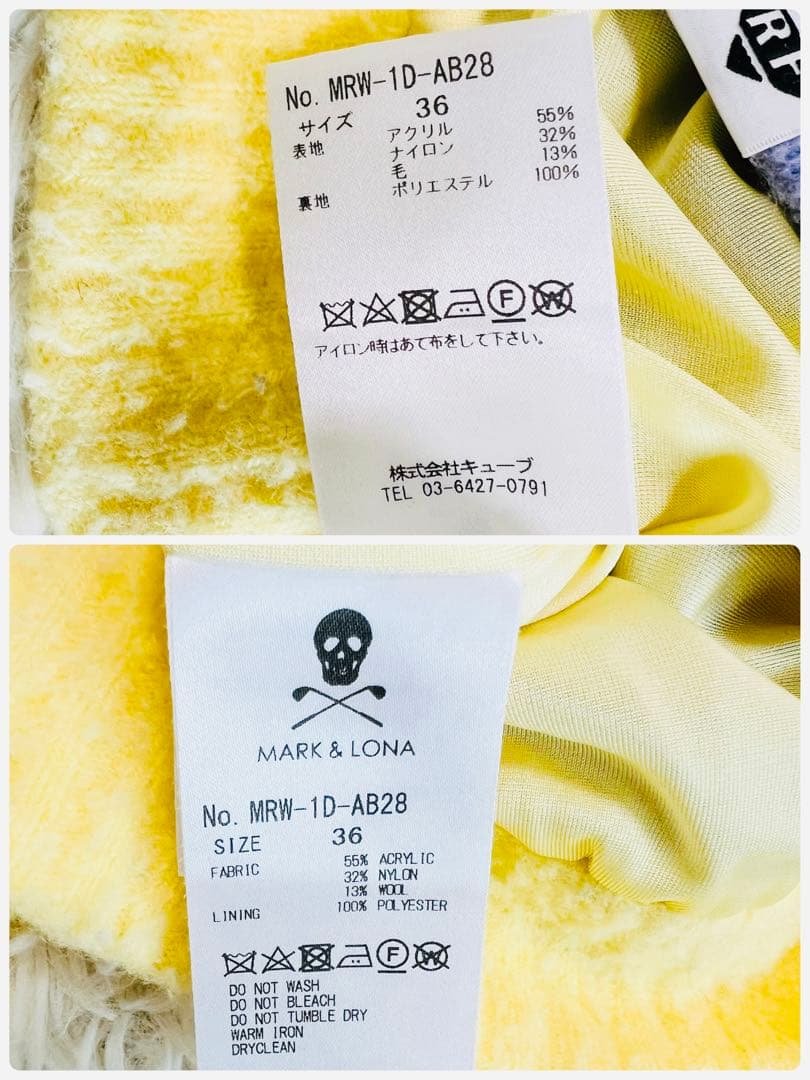 No. MRW-1D-AB28
サイズ 36
表地 アクリル 55%
ナイロン 32%
毛 13%
裏地 ポリエステル 100%
F W
アイロン時はあて布をして下さい。
株式会社キューブ
TEL 03-6427-0791
MARK & LONA
No. MRW-1D-AB28
SIZE 36
FABRIC 55% ACRYLIC
32% NYLON
13% WOOL
LINING 100% POLYESTER
F W
DO NOT WASH
DO NOT BLEACH
DO NOT TUMBLE DRY
WARM IRON
DRYCLEAN